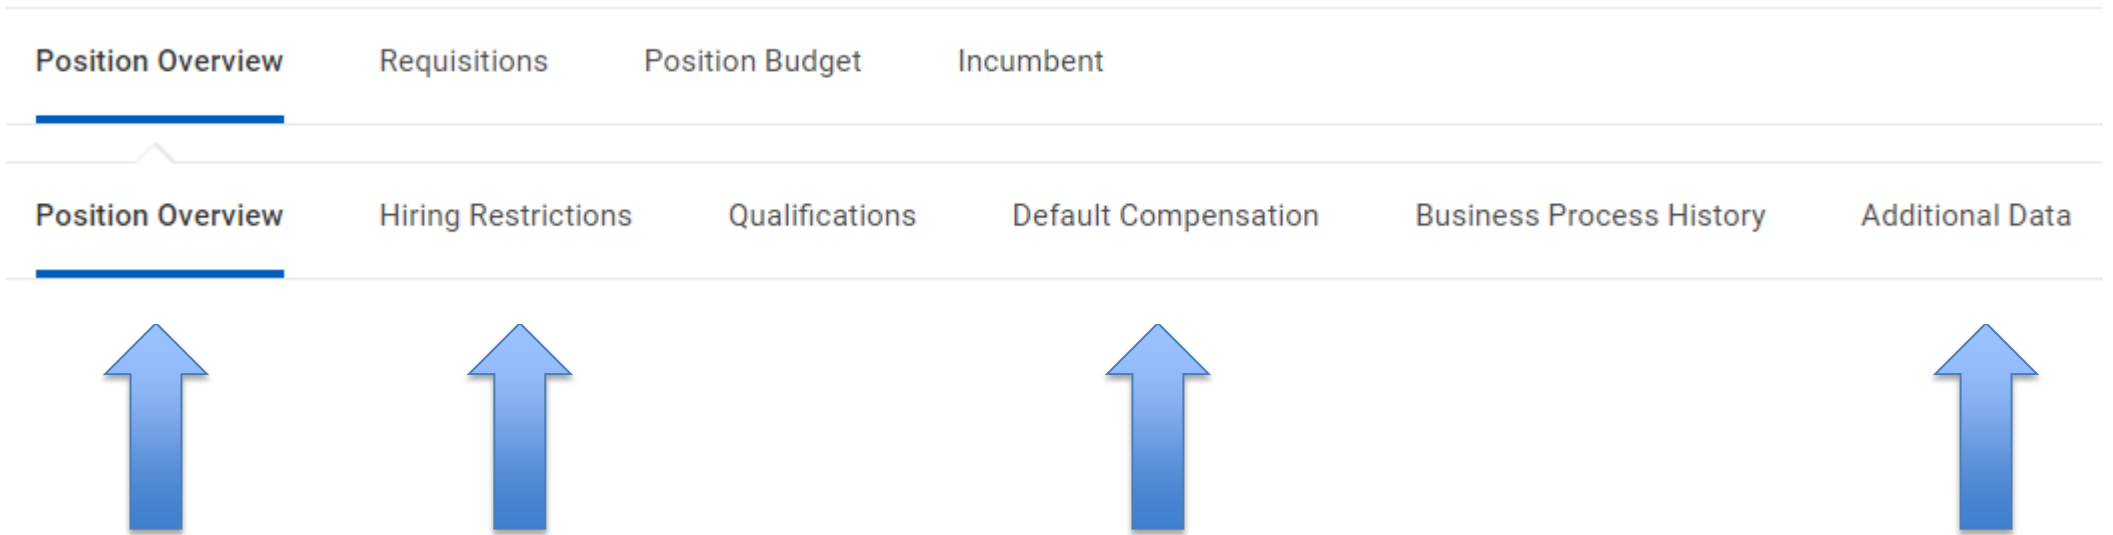 Position Overview Requisitions Position Budget Incumbent
Position Overview Hiring Restrictions Qualifications Default Compensation Business Process History Additional Data